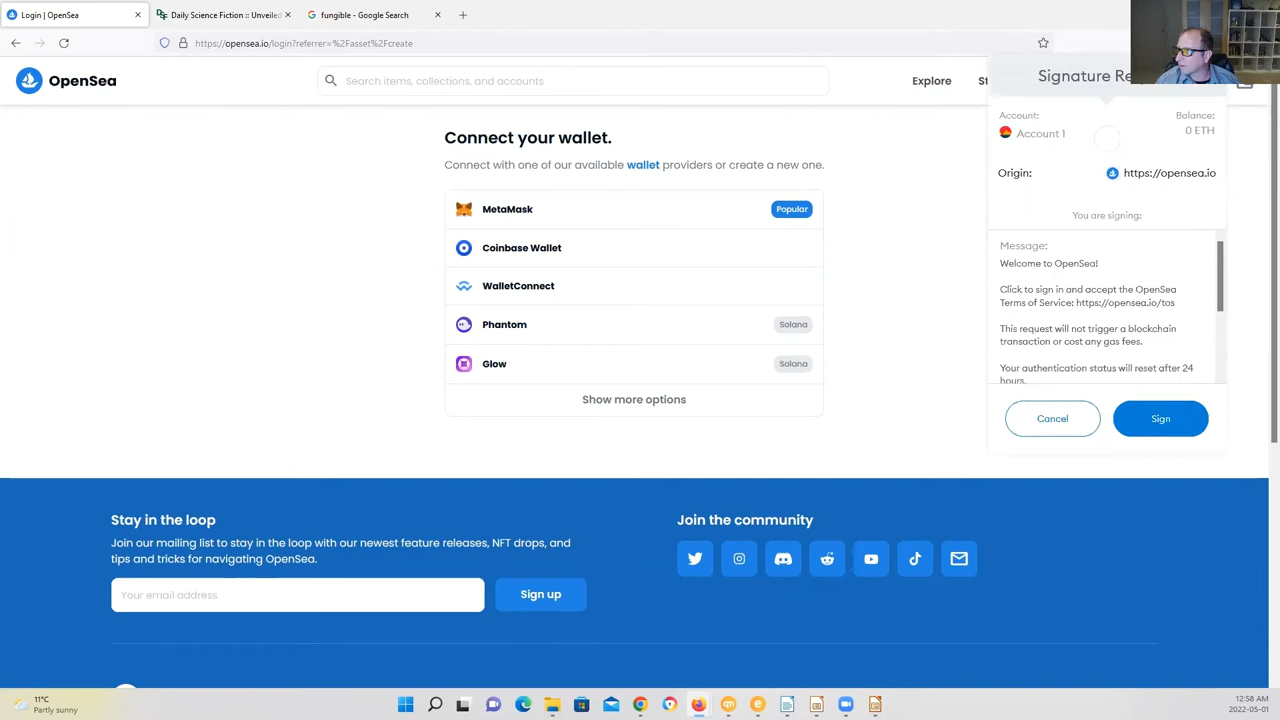 Login | OpenSea
Daily Science Fiction :: Unveiled
fungible - Google Search
https://opensea.io/login?referrer=%2Fasset%2Fcreate
OpenSea
Search items, collections, and accounts
Explore
St
Signature Re
Connect your wallet.
Connect with one of our available wallet providers or create a new one.
MetaMask
Popular
Coinbase Wallet
WalletConnect
Phantom
Solana
Glow
Solana
Show more options
Account:
Balance:
Account 1
0 ETH
Origin:
https://opensea.io
You are signing:
Message:
Welcome to OpenSea!
Click to sign in and accept the OpenSea
Terms of Service: https://opensea.io/tos
This request will not trigger a blockchain
transaction or cost any gas fees.
Your authentication status will reset after 24
hours.
Cancel
Sign
Stay in the loop
Join our mailing list to stay in the loop with our newest feature releases, NFT drops, and
tips and tricks for navigating OpenSea.
Your email address
Sign up
Join the community
11°C
Partly sunny
12:58 AM
2022-05-01